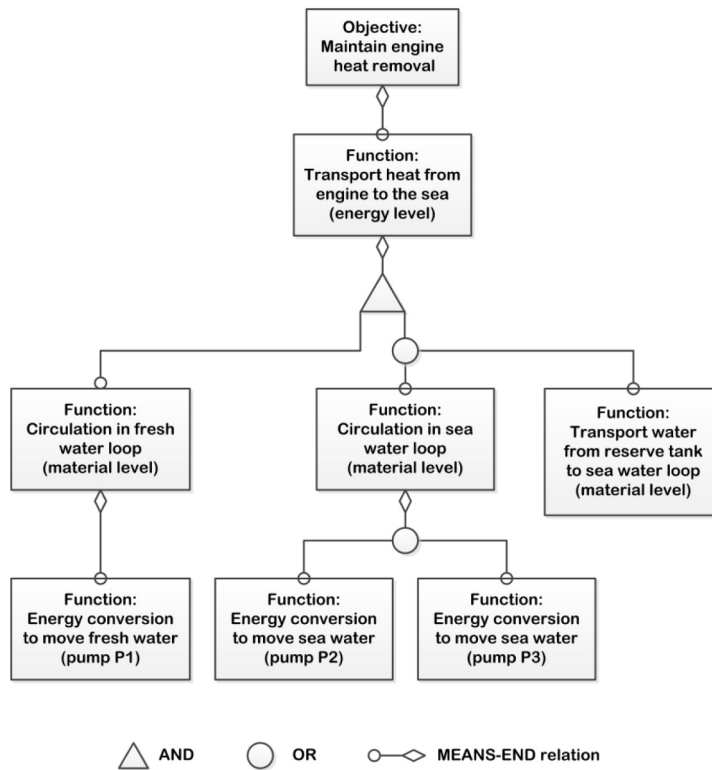 Objective:
Maintain engine
heat removal
Function:
Transport heat from
engine to the sea
(energy level)
Function:
Circulation in fresh
water loop
(material level)
Function:
Circulation in sea
water loop
(material level)
Function:
Transport water
from reserve tank
to sea water loop
(material level)
Function:
Energy conversion
to move fresh water
(pump P1)
Function:
Energy conversion
to move sea water
(pump P2)
Function:
Energy conversion
to move sea water
(pump P3)
AND
OR
MEANS-END relation